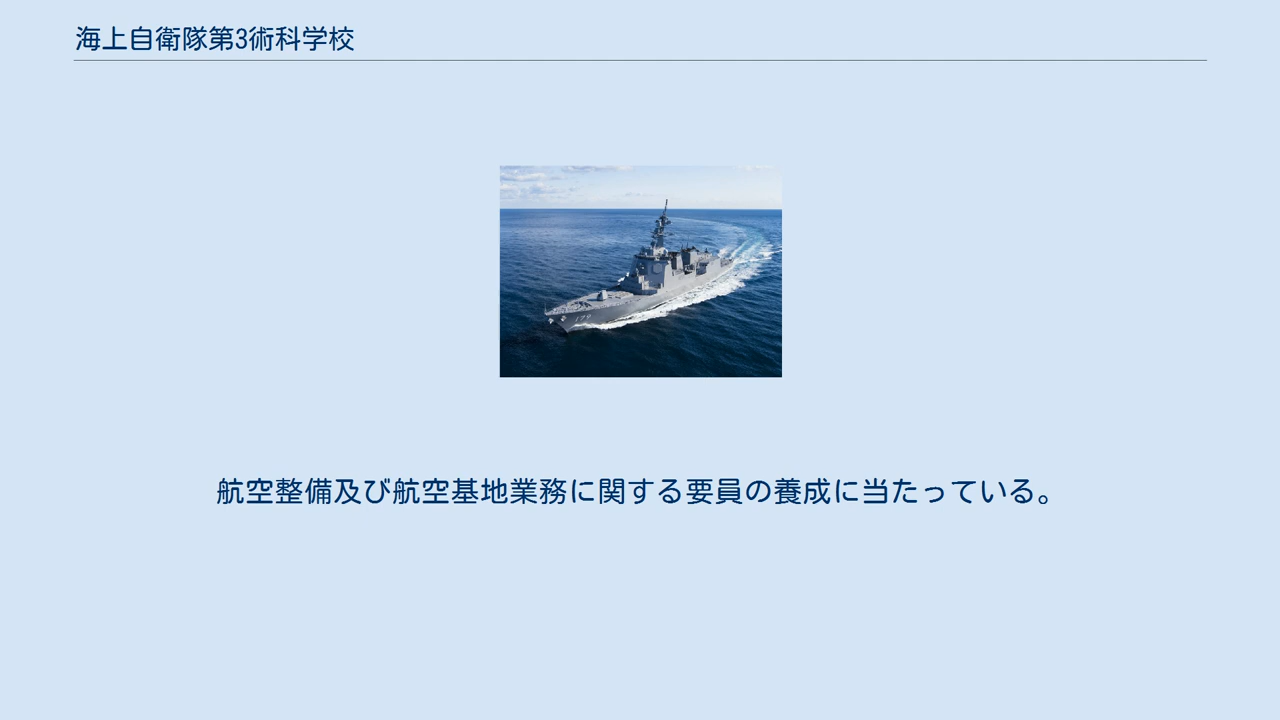 海上自衛隊第3術科学校
179
航空整備及び航空基地業務に関する要員の養成に当たっている。